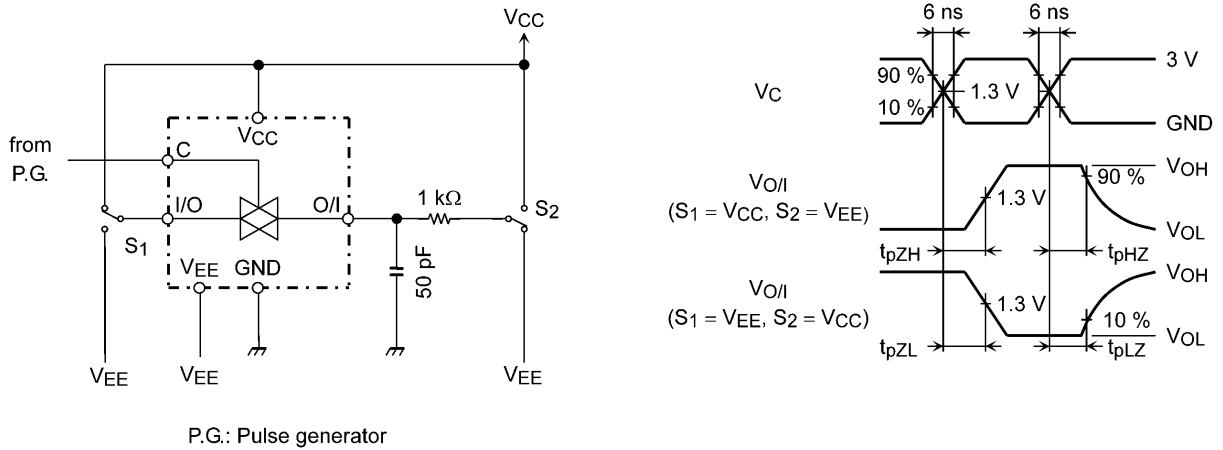 VCC
VCC
from
P.G.
C
I/O
O/I
1 kΩ
S1
S2
VEE
GND
50 pF
VEE
VEE
VEE
P.G.: Pulse generator
6 ns
6 ns
VC
90 %
10 %
1.3 V
3 V
GND
VO/I
(S1 = VCC, S2 = VEE)
1.3 V
90 %
VOH
VOL
tpZH
tpHZ
VO/I
(S1 = VEE, S2 = VCC)
1.3 V
10 %
VOH
VOL
tpZL
tpLZ